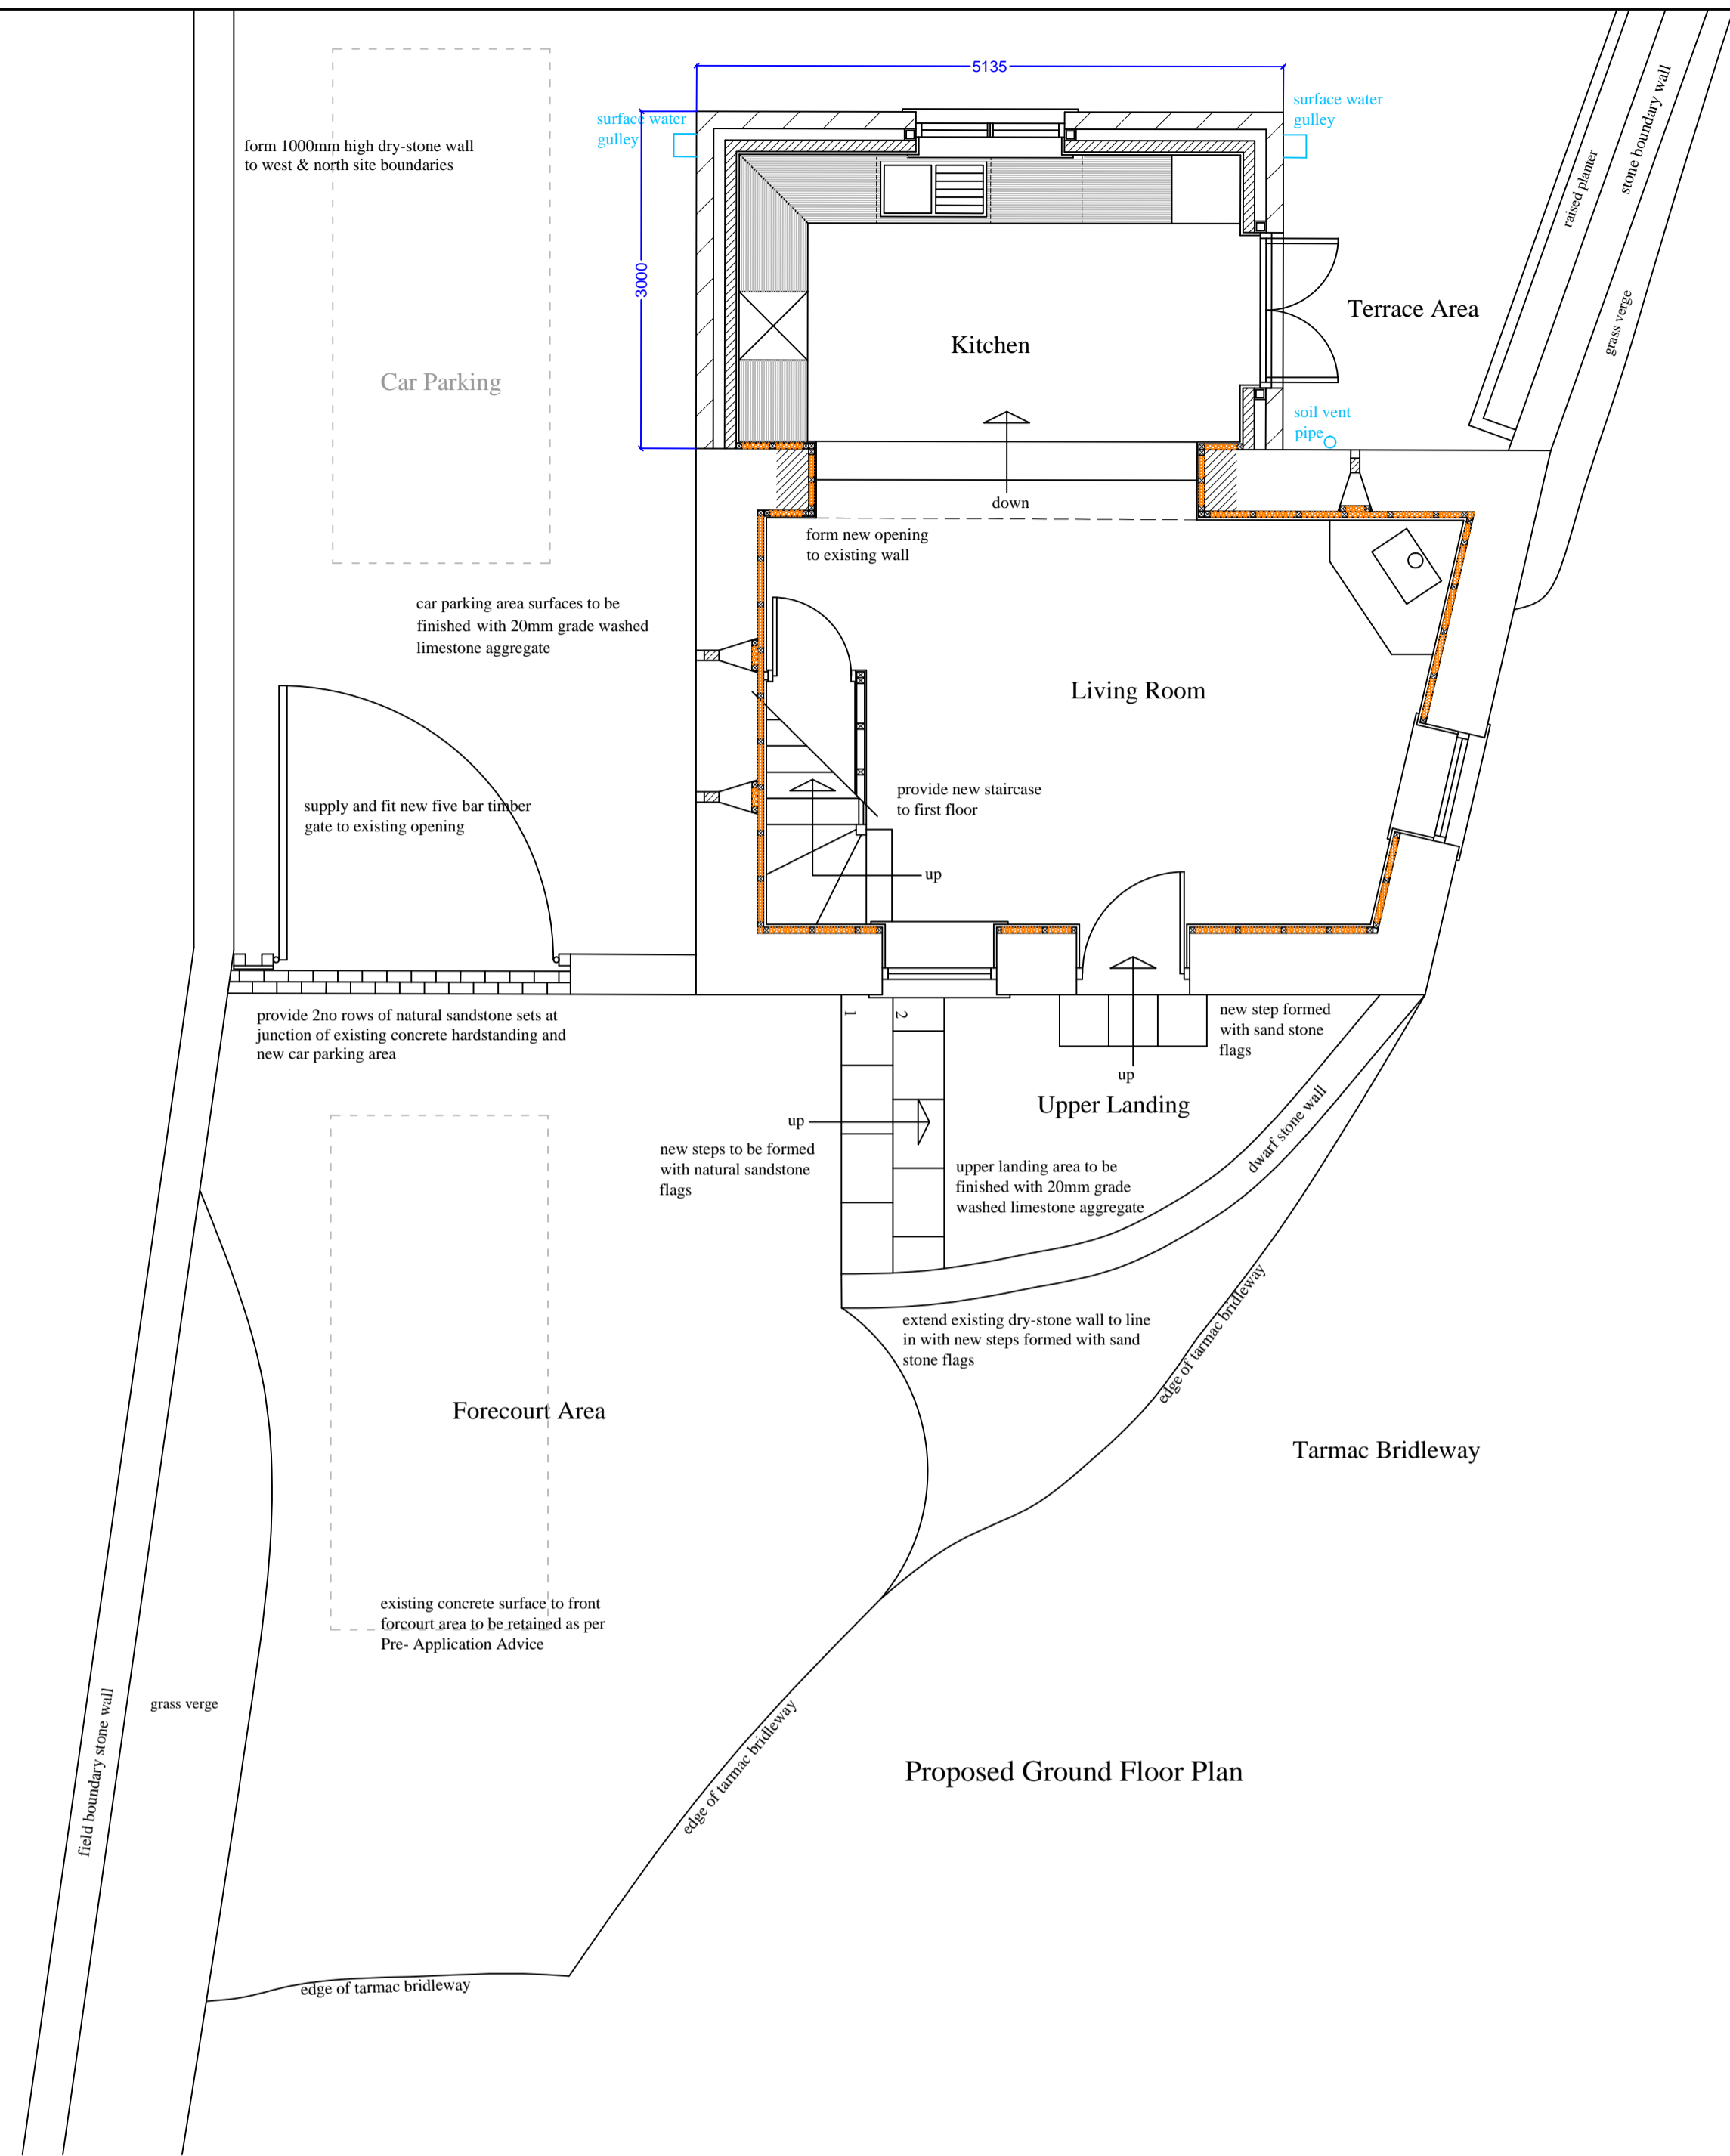 5135
surface water
gulley
surface water
gulley
form 1000mm high dry-stone wall
to west & north site boundaries
raised planter
stone boundary wall
grass verge
3000
Terrace Area
Kitchen
Car Parking
soil vent
pipe
down
form new opening
to existing wall
car parking area surfaces to be
finished with 20mm grade washed
limestone aggregate
Living Room
supply and fit new five bar timber
gate to existing opening
provide new staircase
to first floor
up
provide 2no rows of natural sandstone sets at
junction of existing concrete hardstanding and
new car parking area
1
2
new step formed
with sand stone
flags
up
Upper Landing
up
new steps to be formed
with natural sandstone
flags
upper landing area to be
finished with 20mm grade
washed limestone aggregate
dwarf stone wall
extend existing dry-stone wall to line
in with new steps formed with sand
stone flags
edge of tarmac bridleway
Forecourt Area
Tarmac Bridleway
existing concrete surface to front
forcourt area to be retained as per
Pre- Application Advice
grass verge
field boundary stone wall
edge of tarmac bridleway
Proposed Ground Floor Plan
edge of tarmac bridleway